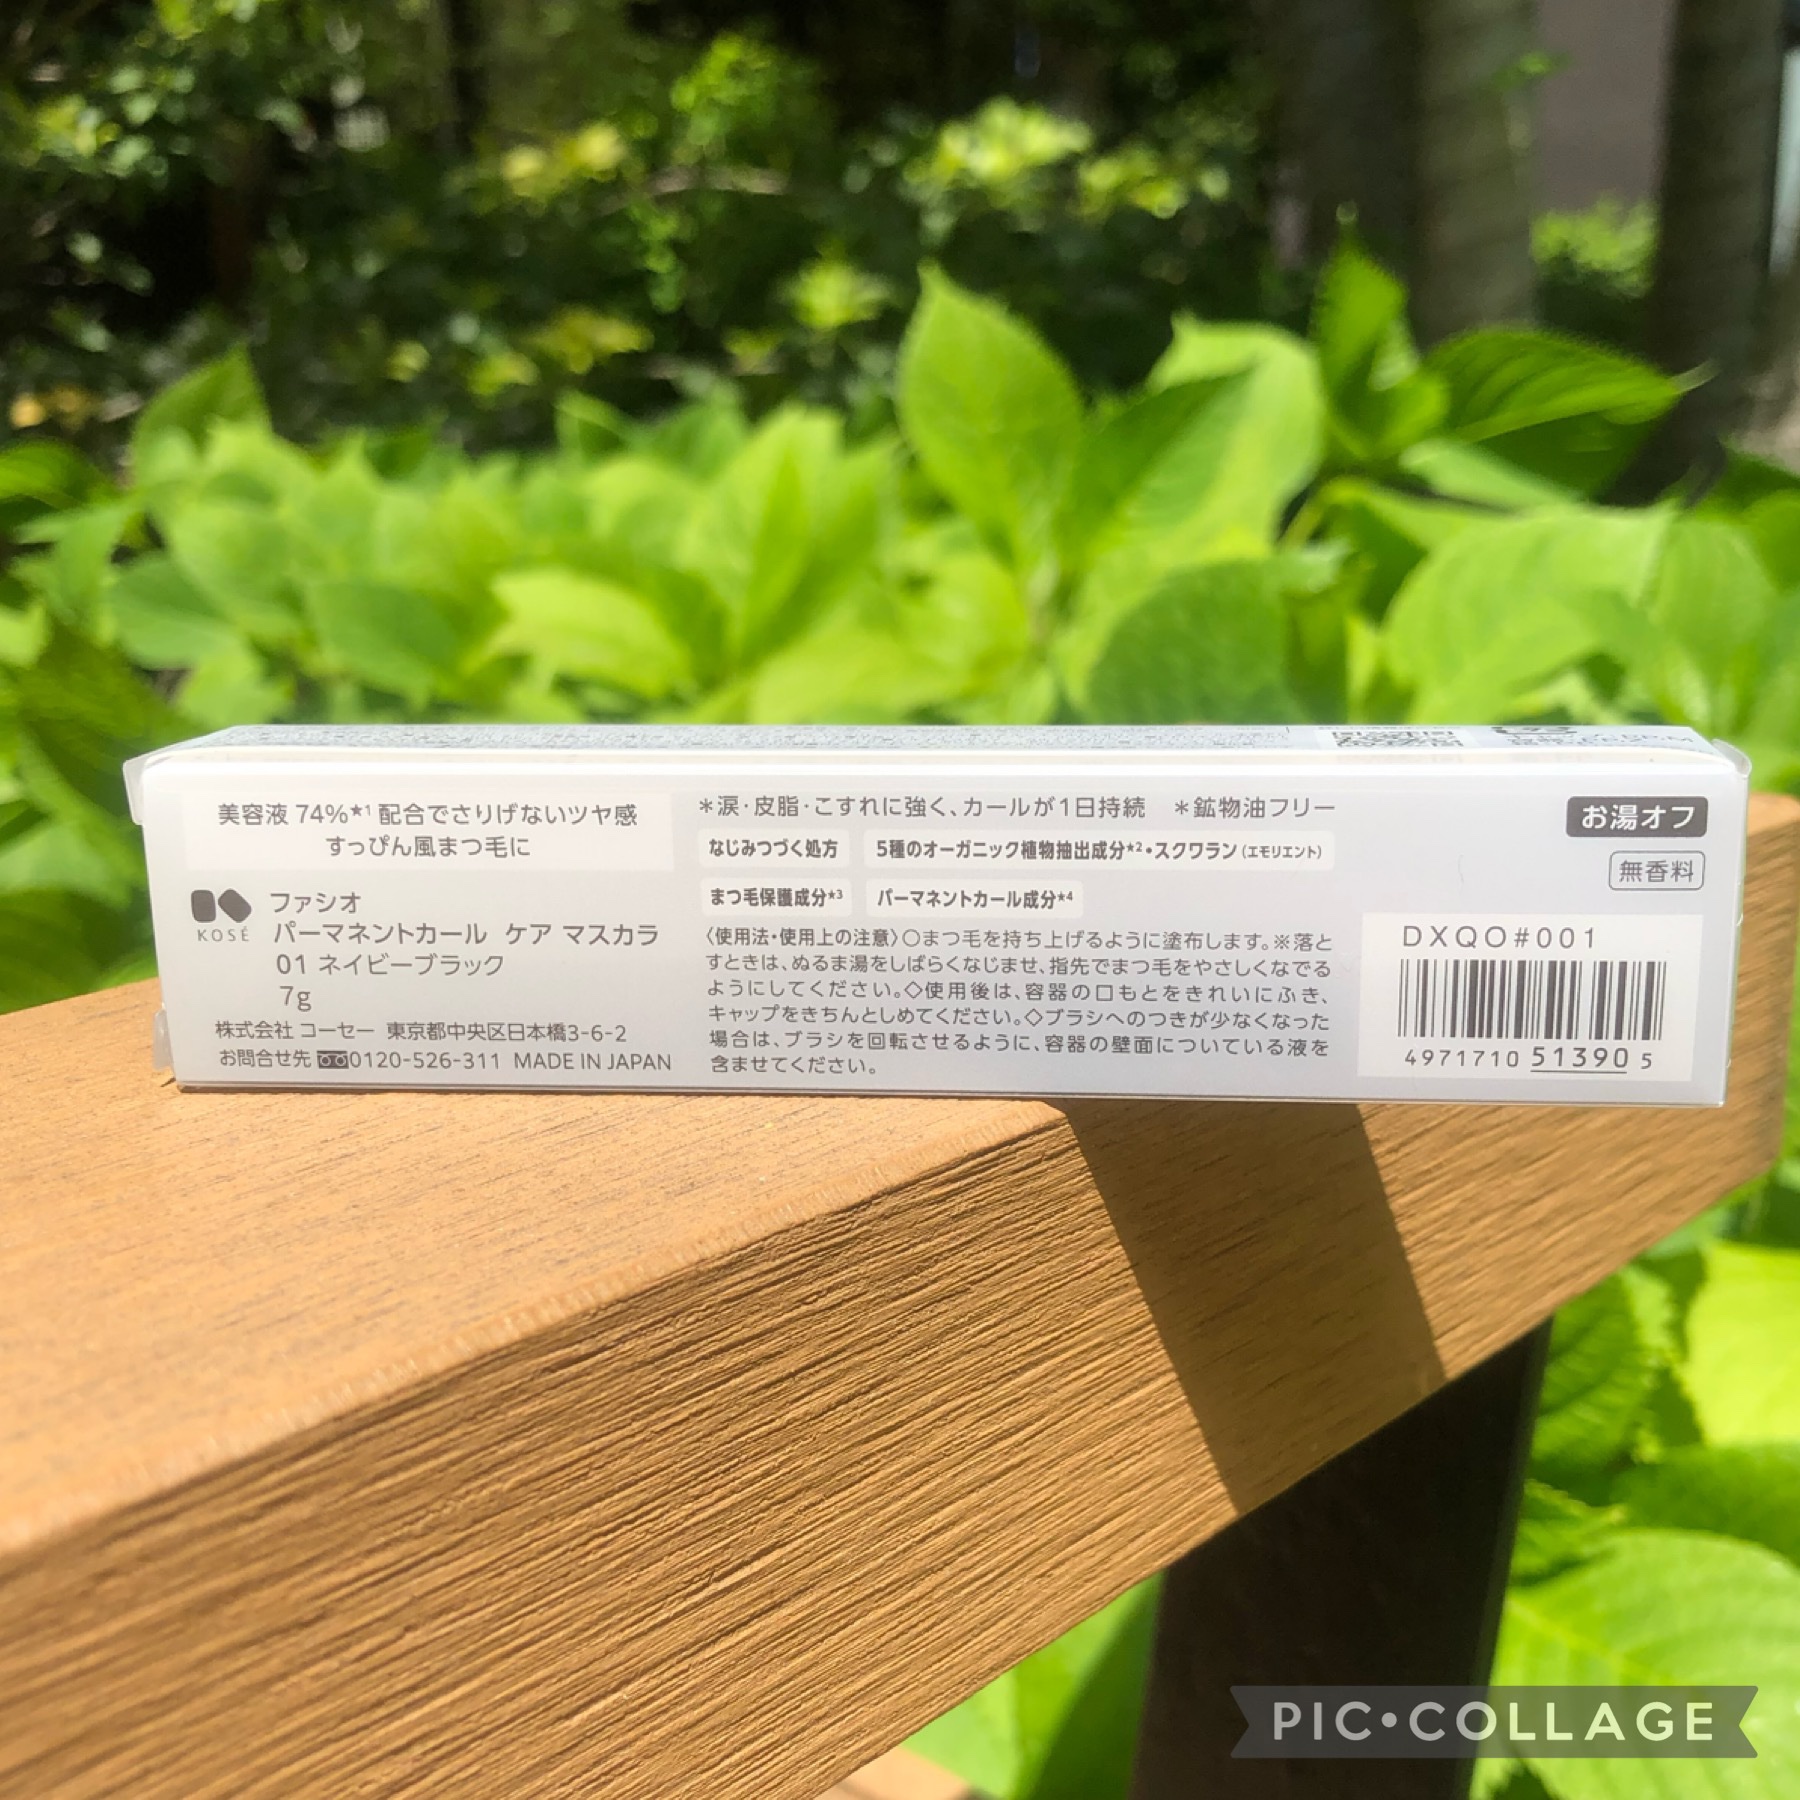 美容液 74%★1 配合でさりげないツヤ感
すっぴん風まつ毛に
KOSÉ
ファシオ
パーマネントカール ケア マスカラ
01 ネイビーブラック
7g
株式会社 コーセー 東京都中央区日本橋3-6-2
お問合せ先 0120-526-311 MADE IN JAPAN
＊涙・皮脂・こすれに強く、カールが1日持続 ＊鉱物油フリー
なじみつづく処方 5種のオーガニック植物抽出成分★2・スクワラン（エモリエント）
まつ毛保護成分★3 パーマネントカール成分★4
〈使用法・使用上の注意〉○まつ毛を持ち上げるように塗布します。※落と
すときは、ぬるま湯をしばらくなじませ、指先でまつ毛をやさしくなでる
ようにしてください。◇使用後は、容器の口もとをきれいにふき、
キャップをきちんとしめてください。◇ブラシへのつきが少なくなった
場合は、ブラシを回転させるように、容器の壁面についている液を
含ませてください。
お湯オフ
無香料
DXQO#001
4971710 51390 5
PIC•COLLAGE